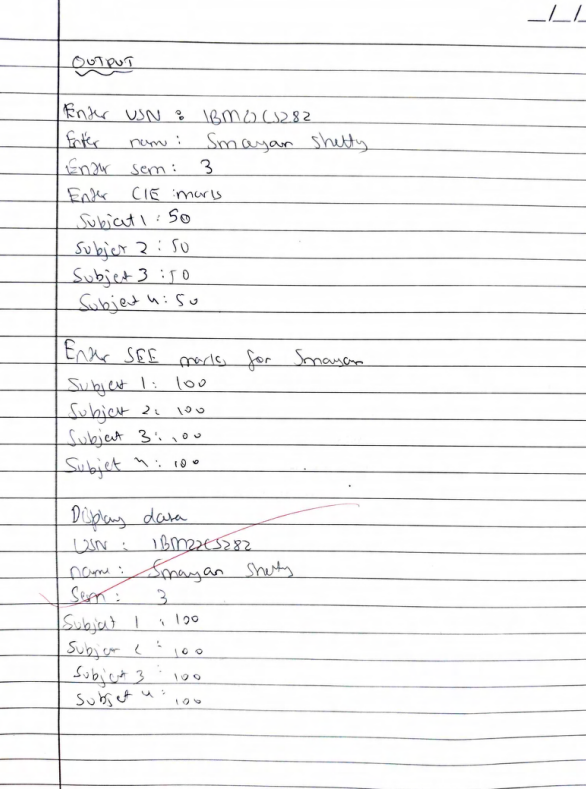 _/_/_
OUTPUT
Enter USN : 1BM22CS282
Enter name : Smayan Shetty
Enter sem : 3
Enter CIE marks
Subject 1 : 50
Subject 2 : 50
Subjet 3 : 50
Subject 4 : 50
Enter SEE marks for Smayan
Subject 1 : 100
Subject 2 : 100
Subject 3 : 100
Subjet 4 : 100
Display data
USN : 1BM22CS282
name : Smayan Shetty
Sem : 3
Subject 1 : 100
Subject 2 : 100
Subject 3 : 100
Subject 4 : 100